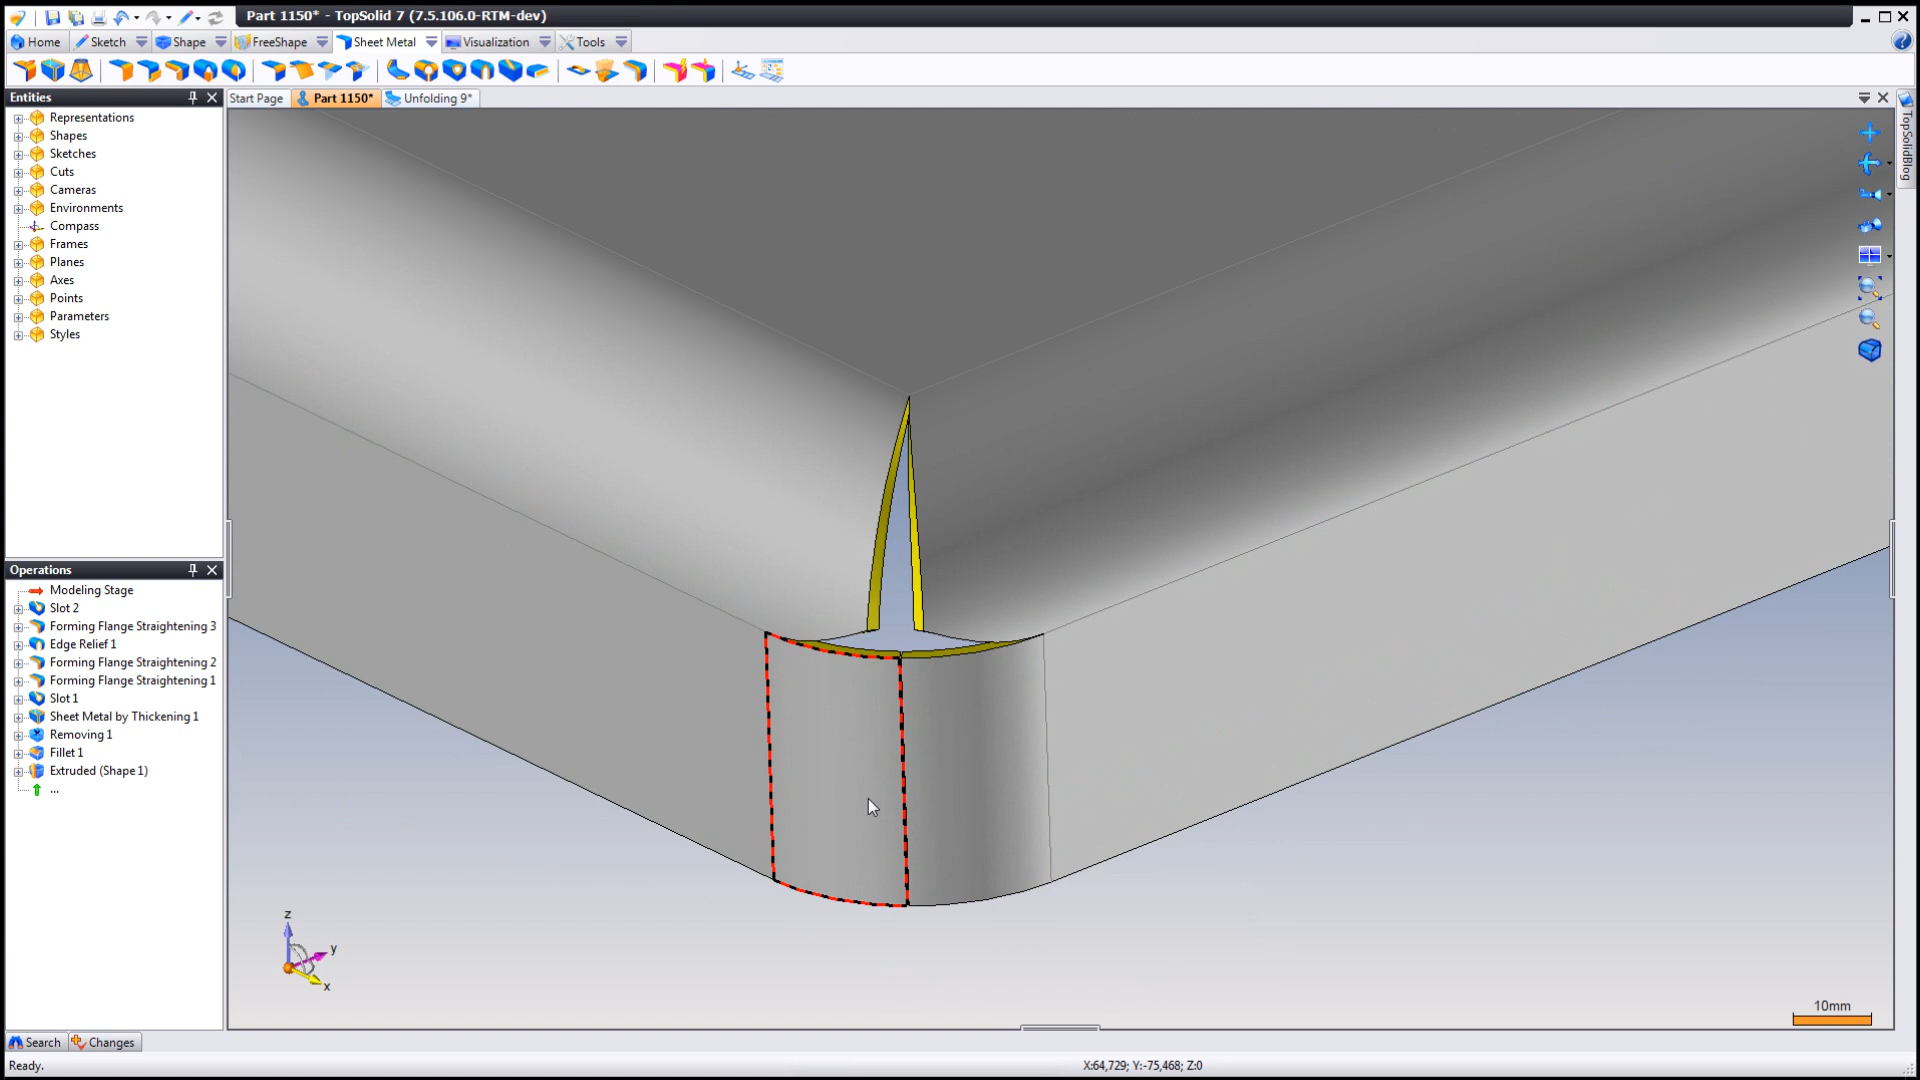 Part 1150* - TopSolid 7 (7.5.106.0-RTM-dev)
Home Sketch Shape FreeShape Sheet Metal Visualization Tools
Entities
Start Page Part 1150* Unfolding 9*
Representations
Shapes
Sketches
Cuts
Cameras
Environments
Compass
Frames
Planes
Axes
Points
Parameters
Styles
TopSolidBlog
Operations
Modeling Stage
Slot 2
Forming Flange Straightening 3
Edge Relief 1
Forming Flange Straightening 2
Forming Flange Straightening 1
Slot 1
Sheet Metal by Thickening 1
Removing 1
Fillet 1
Extruded (Shape 1)
...
z
y
x
10mm
Search Changes
Ready.
X:64,729; Y:-75,468; Z:0